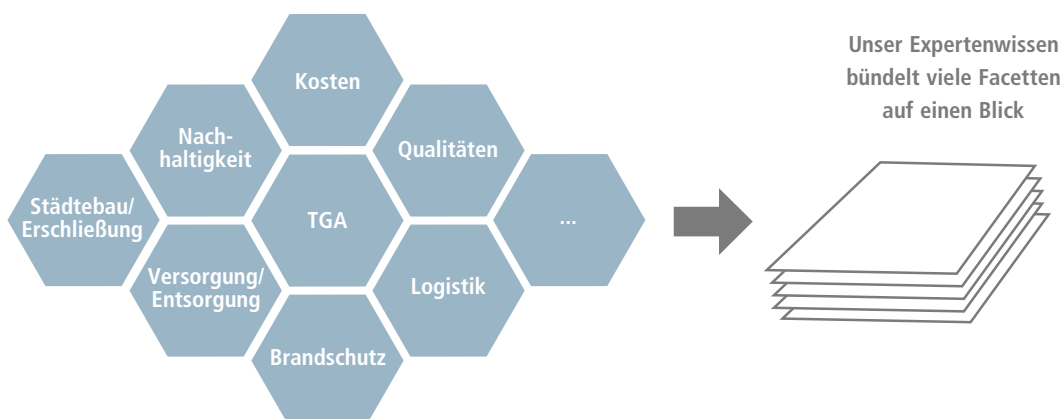 Kosten
Nach-
haltigkeit
Qualitäten
Städtebau/
Erschließung
TGA
...
Versorgung/
Entsorgung
Logistik
Brandschutz
Unser Expertenwissen
bündelt viele Facetten
auf einen Blick